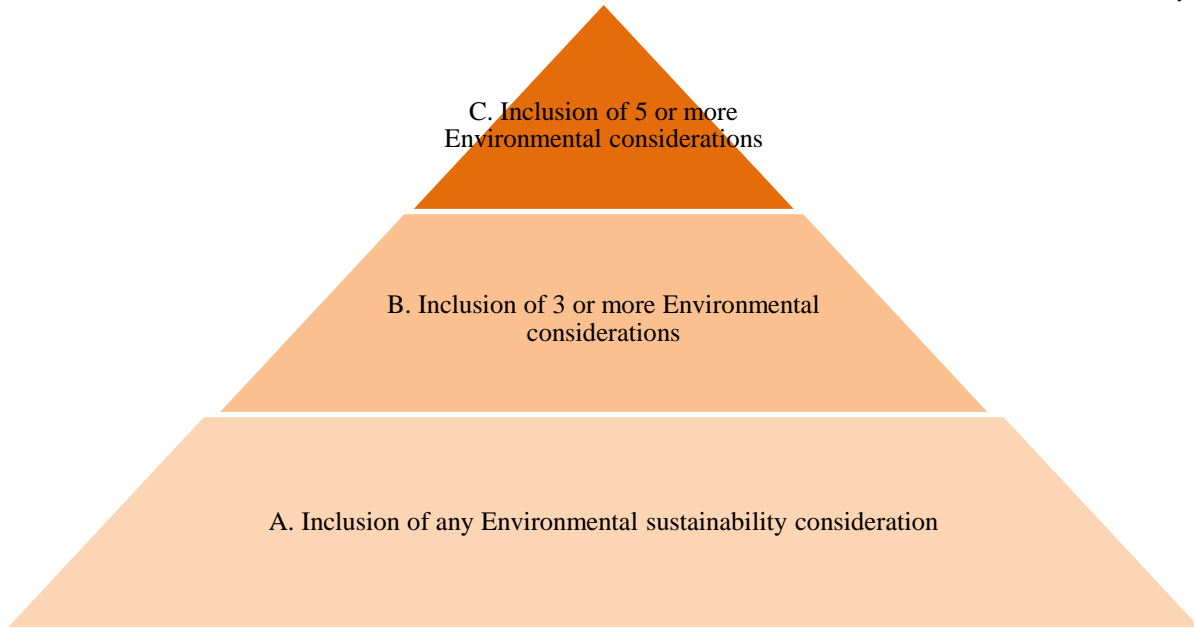 C. Inclusion of 5 or more
Environmental considerations
B. Inclusion of 3 or more Environmental
considerations
A. Inclusion of any Environmental sustainability consideration